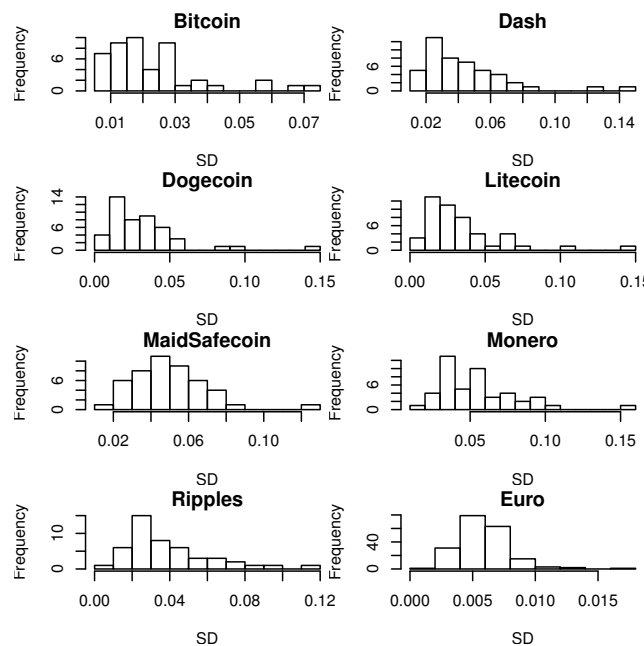 Bitcoin
Frequency
0 6
0.01 0.03 0.05 0.07
SD
Dash
Frequency
0 6
0.02 0.06 0.10 0.14
SD
Dogecoin
Frequency
0 6 14
0.00 0.05 0.10 0.15
SD
Litecoin
Frequency
0 6
0.00 0.05 0.10 0.15
SD
MaidSafecoin
Frequency
0 6
0.02 0.06 0.10
SD
Monero
Frequency
0 6
0.05 0.10 0.15
SD
Ripples
Frequency
0 10
0.00 0.04 0.08 0.12
SD
Euro
Frequency
0 40
0.000 0.005 0.010 0.015
SD